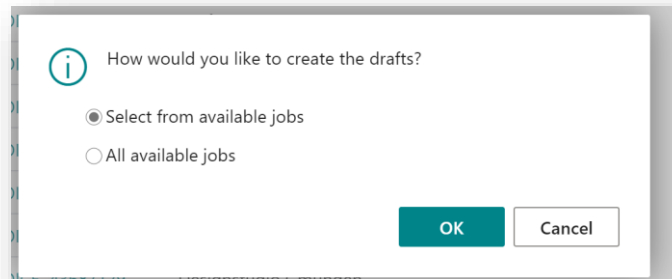 How would you like to create the drafts?
Select from available jobs
All available jobs
OK
Cancel